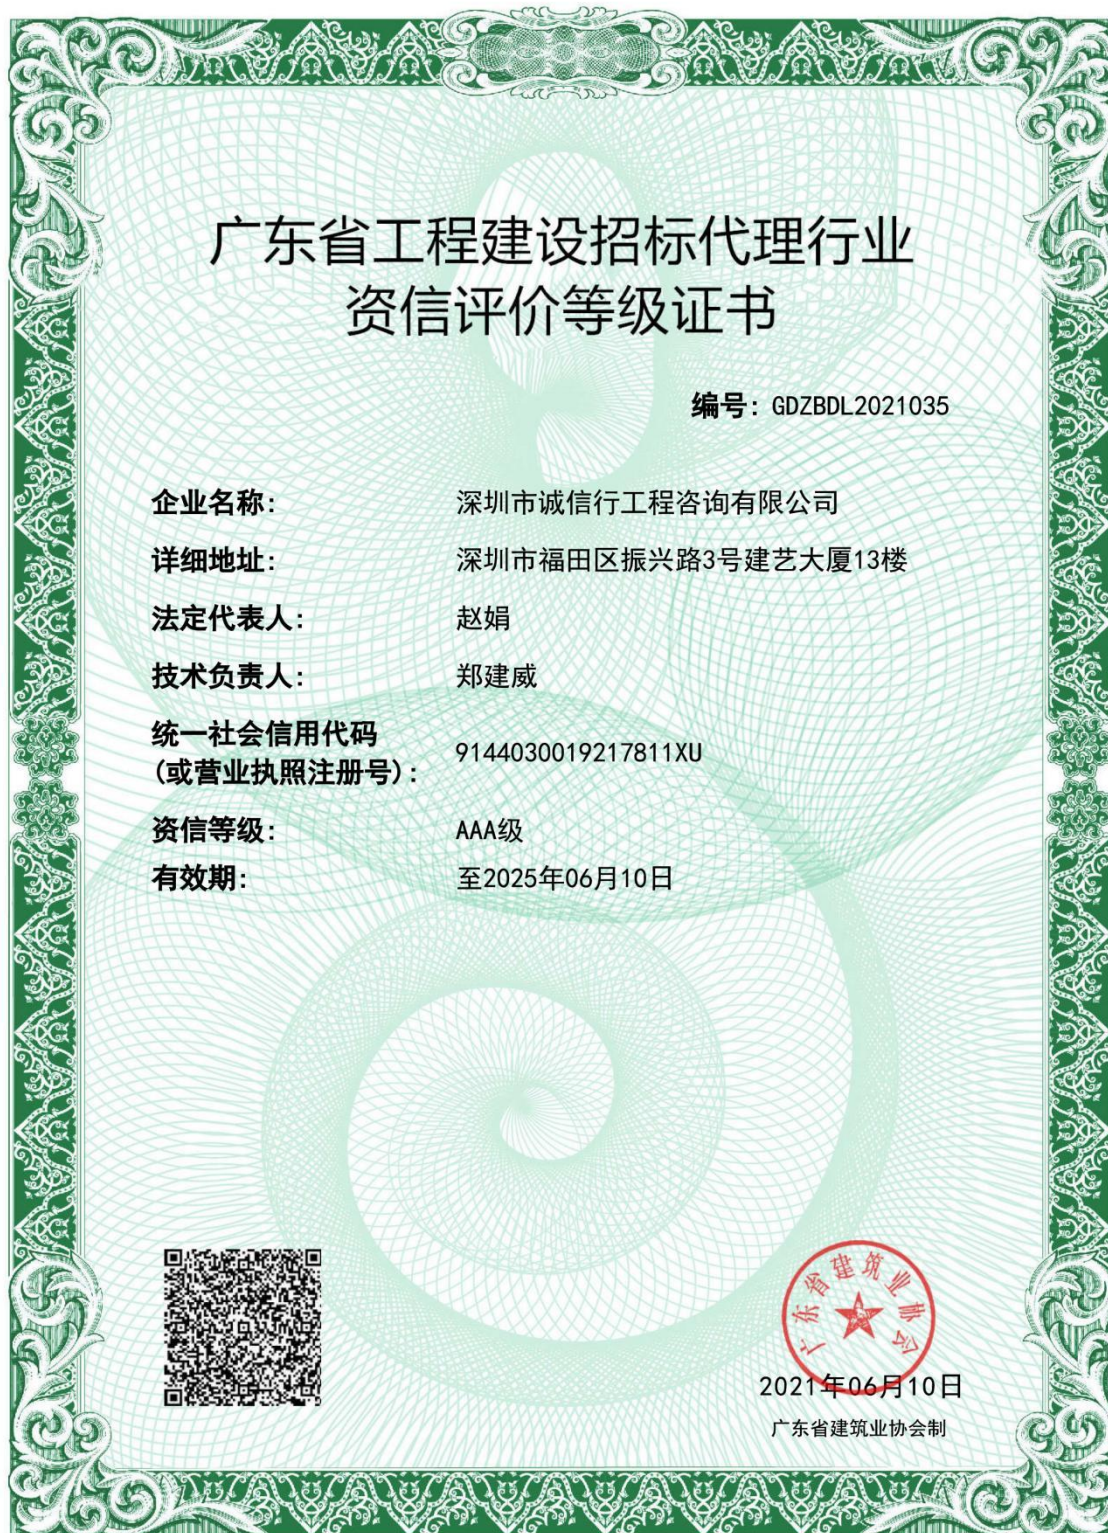 广东省工程建设招标代理行业
资信评价等级证书
编号: GDZBDL2021035
企业名称: 深圳市诚信行工程咨询有限公司
详细地址: 深圳市福田区振兴路3号建艺大厦13楼
法定代表人: 赵娟
技术负责人: 郑建威
统一社会信用代码
(或营业执照注册号): 91440300192178​11XU
资信等级: AAA级
有效期: 至2025年06月10日
广东省建筑业协会
2021年06月10日
广东省建筑业协会制